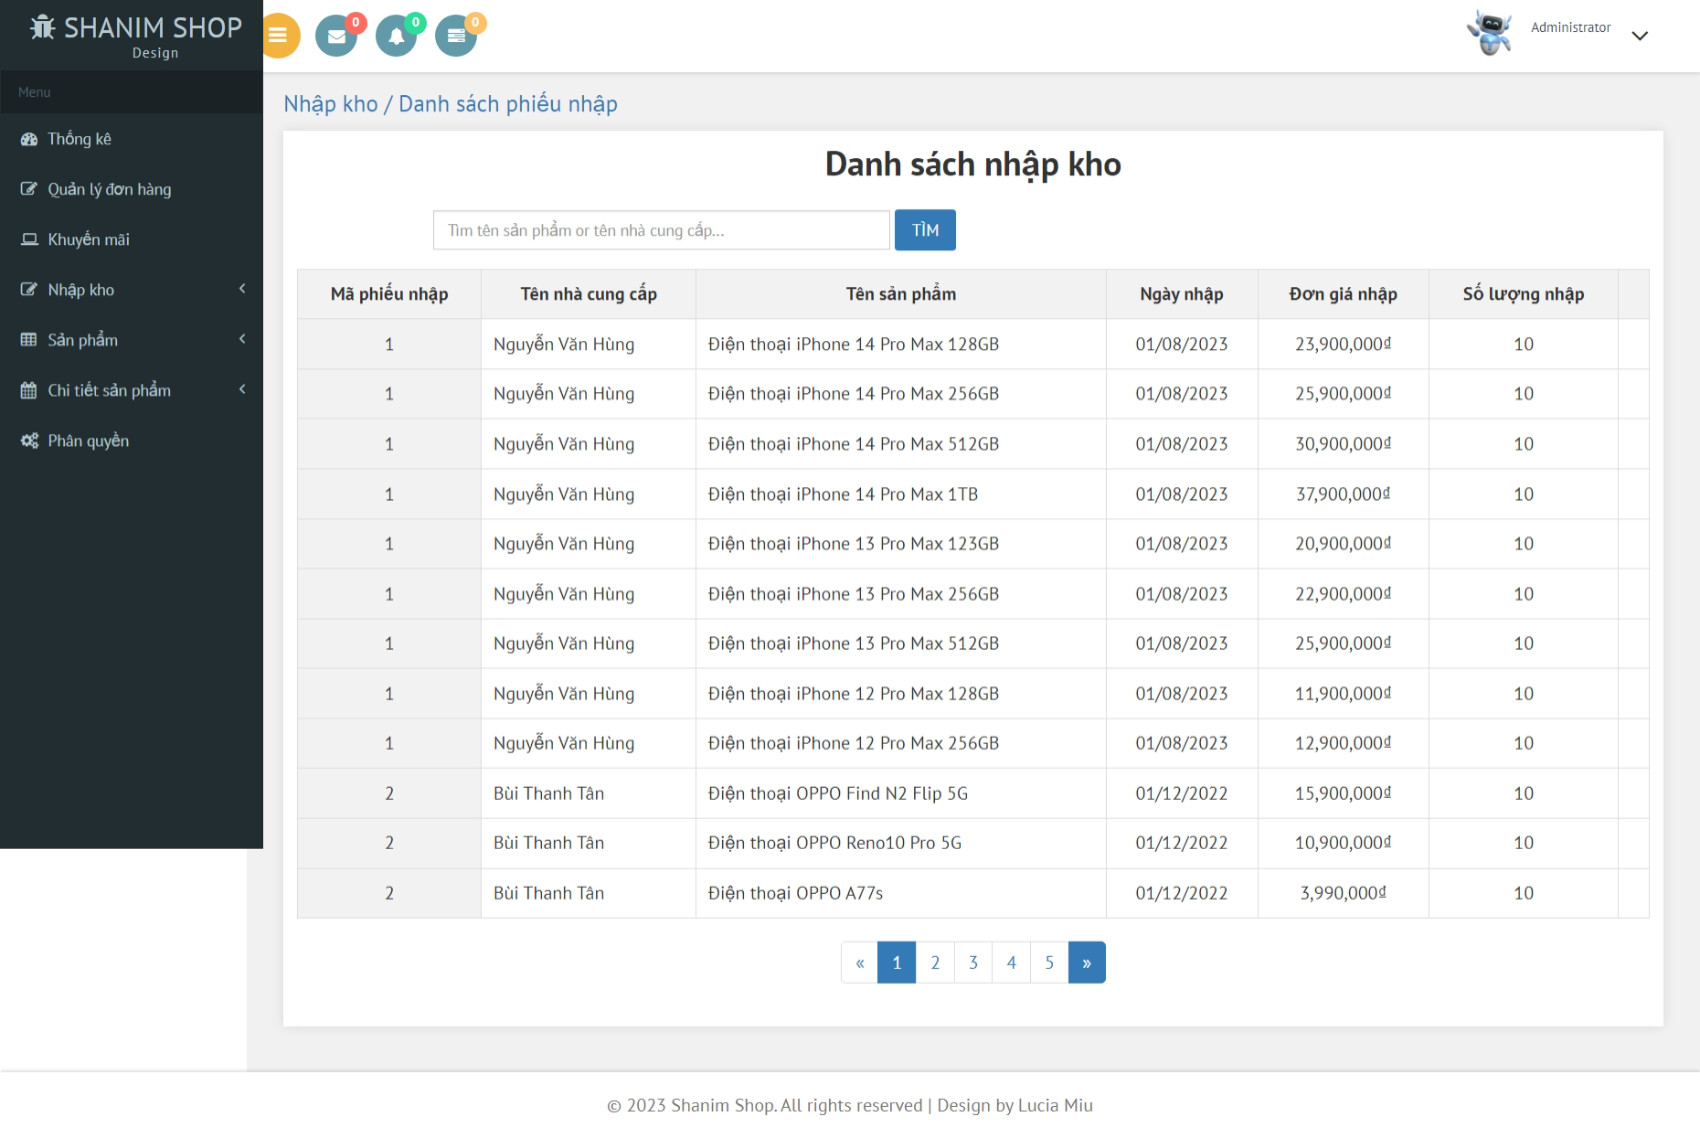 SHANIM SHOP
Design
0 0 0
Administrator
Menu
Thống kê
Quản lý đơn hàng
Khuyến mãi
Nhập kho
Sản phẩm
Chi tiết sản phẩm
Phân quyền
Nhập kho / Danh sách phiếu nhập
Danh sách nhập kho
Tìm tên sản phẩm or tên nhà cung cấp... TÌM
Mã phiếu nhập Tên nhà cung cấp Tên sản phẩm Ngày nhập Đơn giá nhập Số lượng nhập
1 Nguyễn Văn Hùng Điện thoại iPhone 14 Pro Max 128GB 01/08/2023 23,900,000₫ 10
1 Nguyễn Văn Hùng Điện thoại iPhone 14 Pro Max 256GB 01/08/2023 25,900,000₫ 10
1 Nguyễn Văn Hùng Điện thoại iPhone 14 Pro Max 512GB 01/08/2023 30,900,000₫ 10
1 Nguyễn Văn Hùng Điện thoại iPhone 14 Pro Max 1TB 01/08/2023 37,900,000₫ 10
1 Nguyễn Văn Hùng Điện thoại iPhone 13 Pro Max 123GB 01/08/2023 20,900,000₫ 10
1 Nguyễn Văn Hùng Điện thoại iPhone 13 Pro Max 256GB 01/08/2023 22,900,000₫ 10
1 Nguyễn Văn Hùng Điện thoại iPhone 13 Pro Max 512GB 01/08/2023 25,900,000₫ 10
1 Nguyễn Văn Hùng Điện thoại iPhone 12 Pro Max 128GB 01/08/2023 11,900,000₫ 10
1 Nguyễn Văn Hùng Điện thoại iPhone 12 Pro Max 256GB 01/08/2023 12,900,000₫ 10
2 Bùi Thanh Tân Điện thoại OPPO Find N2 Flip 5G 01/12/2022 15,900,000₫ 10
2 Bùi Thanh Tân Điện thoại OPPO Reno10 Pro 5G 01/12/2022 10,900,000₫ 10
2 Bùi Thanh Tân Điện thoại OPPO A77s 01/12/2022 3,990,000₫ 10
« 1 2 3 4 5 »
© 2023 Shanim Shop. All rights reserved | Design by Lucia Miu